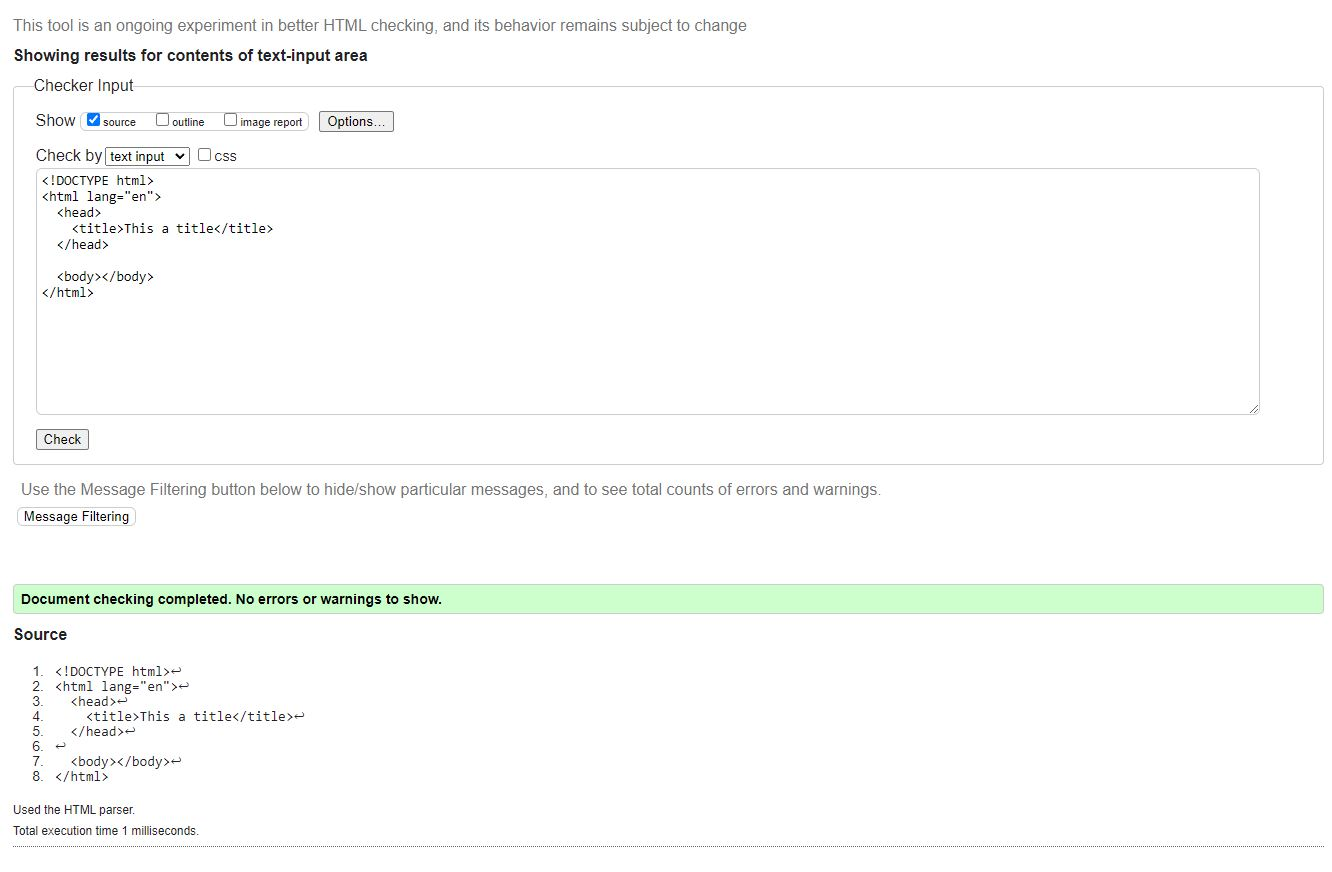 This tool is an ongoing experiment in better HTML checking, and its behavior remains subject to change
Showing results for contents of text-input area
Checker Input
Show source outline image report Options...
Check by text input css
<!DOCTYPE html>
<html lang="en">
  <head>
    <title>This a title</title>
  </head>
  <body></body>
</html>
Check
Use the Message Filtering button below to hide/show particular messages, and to see total counts of errors and warnings.
Message Filtering
Document checking completed. No errors or warnings to show.
Source
1. <!DOCTYPE html>↩
2. <html lang="en">↩
3.   <head>↩
4.     <title>This a title</title>↩
5.   </head>↩
6. ↩
7.   <body></body>↩
8. </html>
Used the HTML parser.
Total execution time 1 milliseconds.